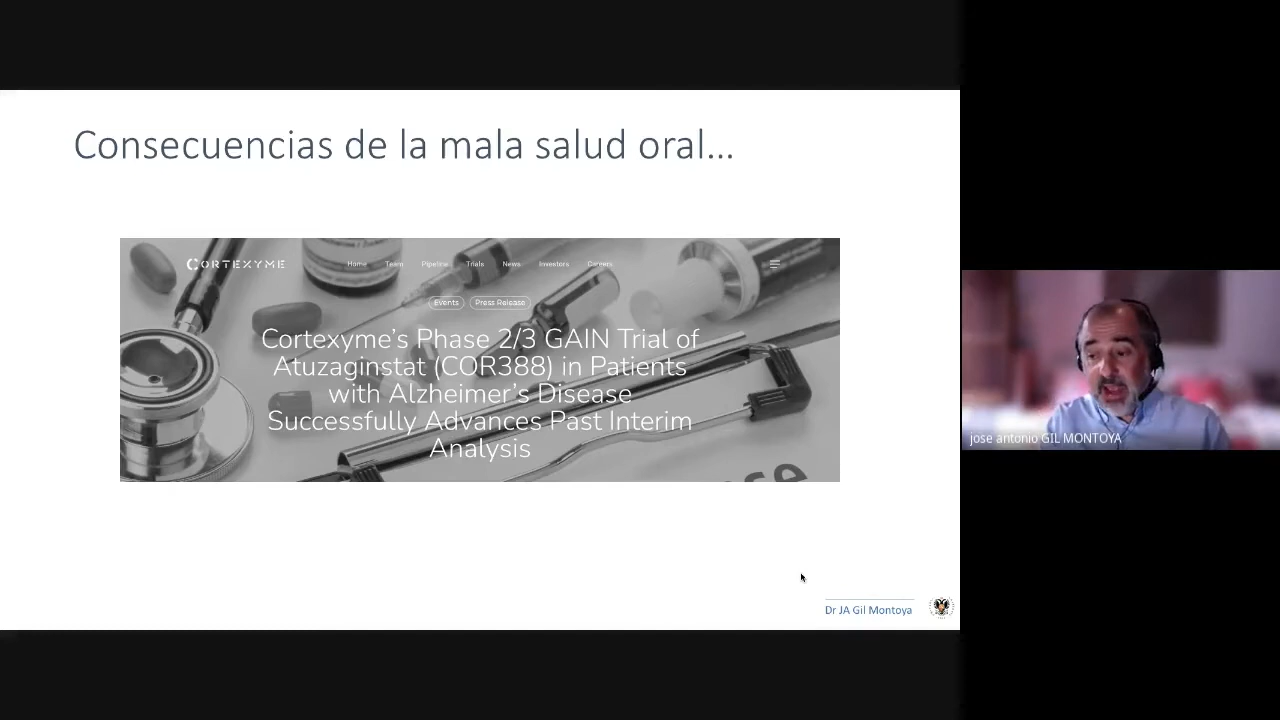 Consecuencias de la mala salud oral...
CORTEXYME
Home Team Pipeline Trials News Investors Careers
Events Press Release
Cortexyme's Phase 2/3 GAIN Trial of
Atuzaginstat (COR388) in Patients
with Alzheimer's Disease
Successfully Advances Past Interim
Analysis
jose antonio GIL MONTOYA
Dr JA Gil Montoya